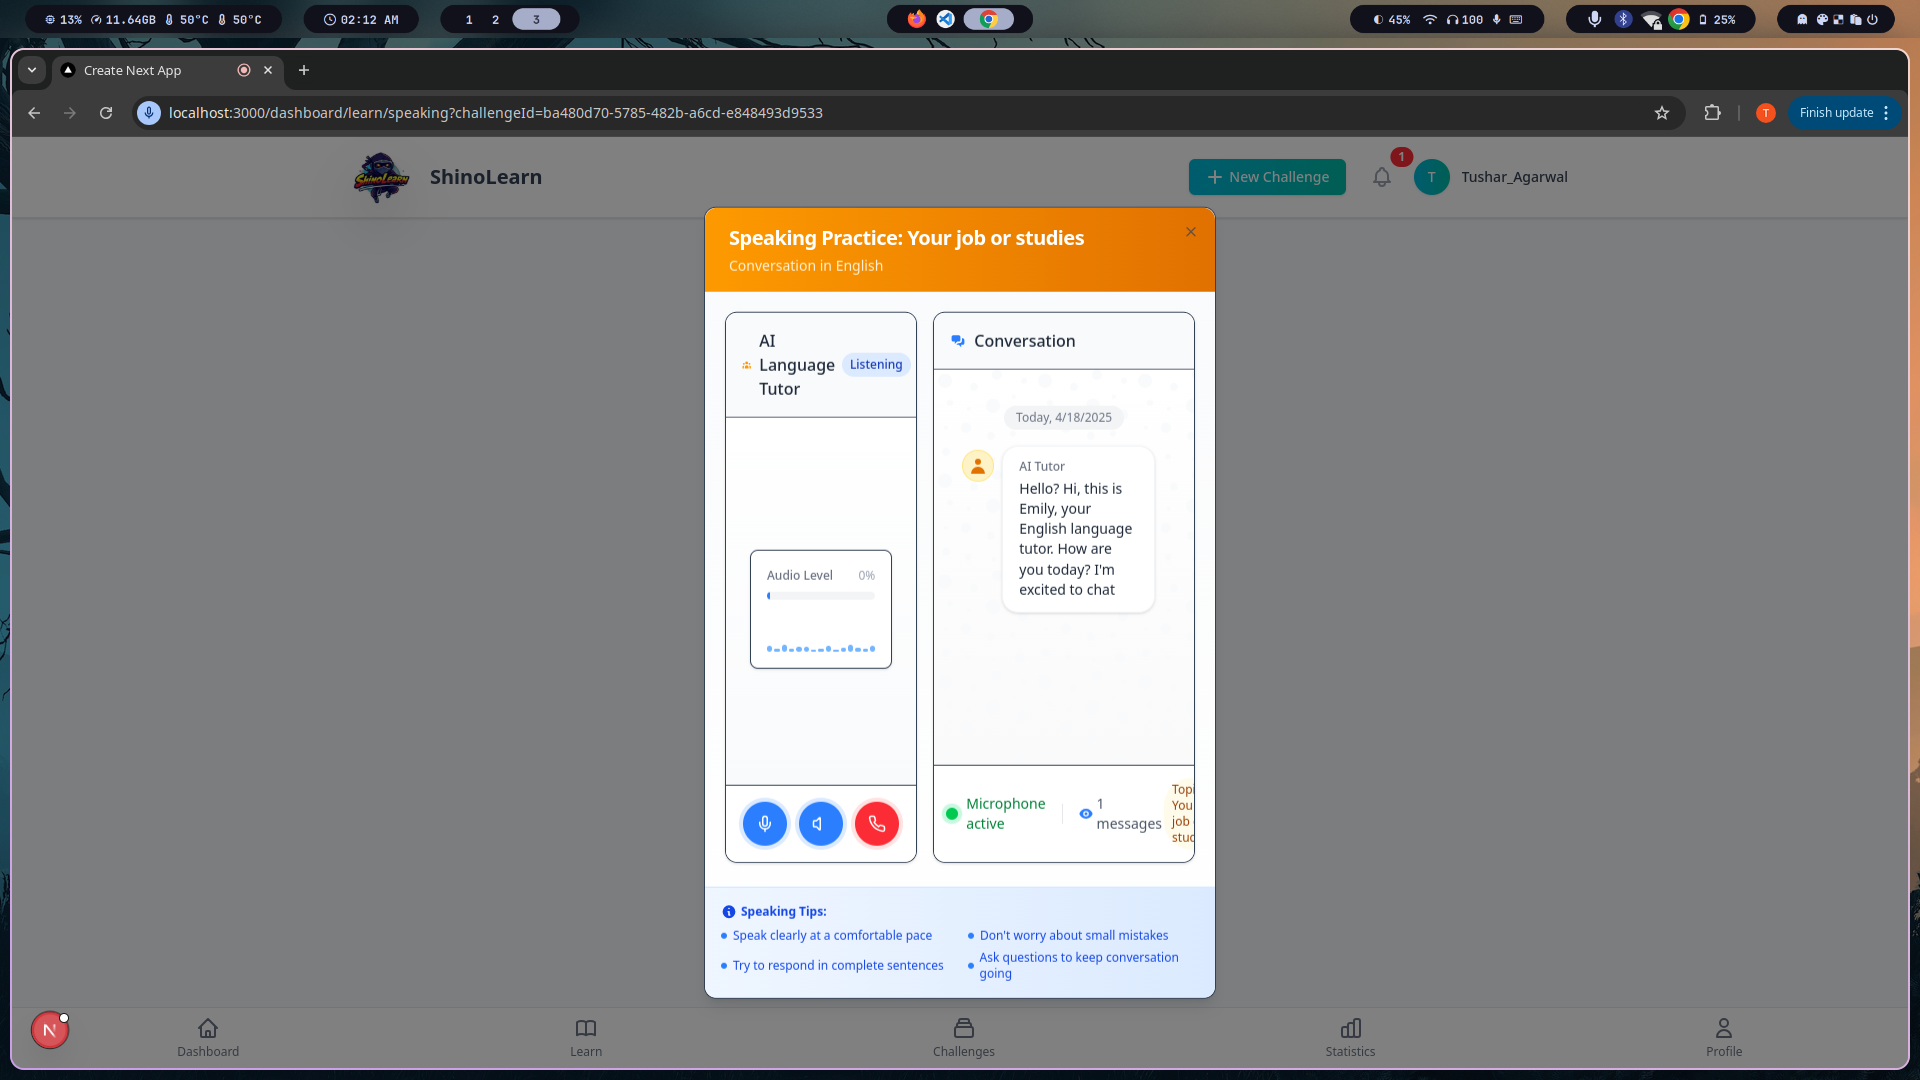 13% 11.64GB 50°C 50°C
02:12 AM
1 2 3
45% 100
25%
Create Next App
localhost:3000/dashboard/learn/speaking?challengeId=ba480d70-5785-482b-a6cd-e848493d9533
T
Finish update
SHINOLEARN
ShinoLearn
New Challenge
1
T
Tushar_Agarwal
Speaking Practice: Your job or studies
Conversation in English
AI
Language
Tutor
Listening
Conversation
Today, 4/18/2025
AI Tutor
Hello? Hi, this is
Emily, your
English language
tutor. How are
you today? I'm
excited to chat
Audio Level 0%
Microphone
active
1
messages
Top
You
job
stud
Speaking Tips:
Speak clearly at a comfortable pace
Don't worry about small mistakes
Try to respond in complete sentences
Ask questions to keep conversation
going
N
Dashboard
Learn
Challenges
Statistics
Profile